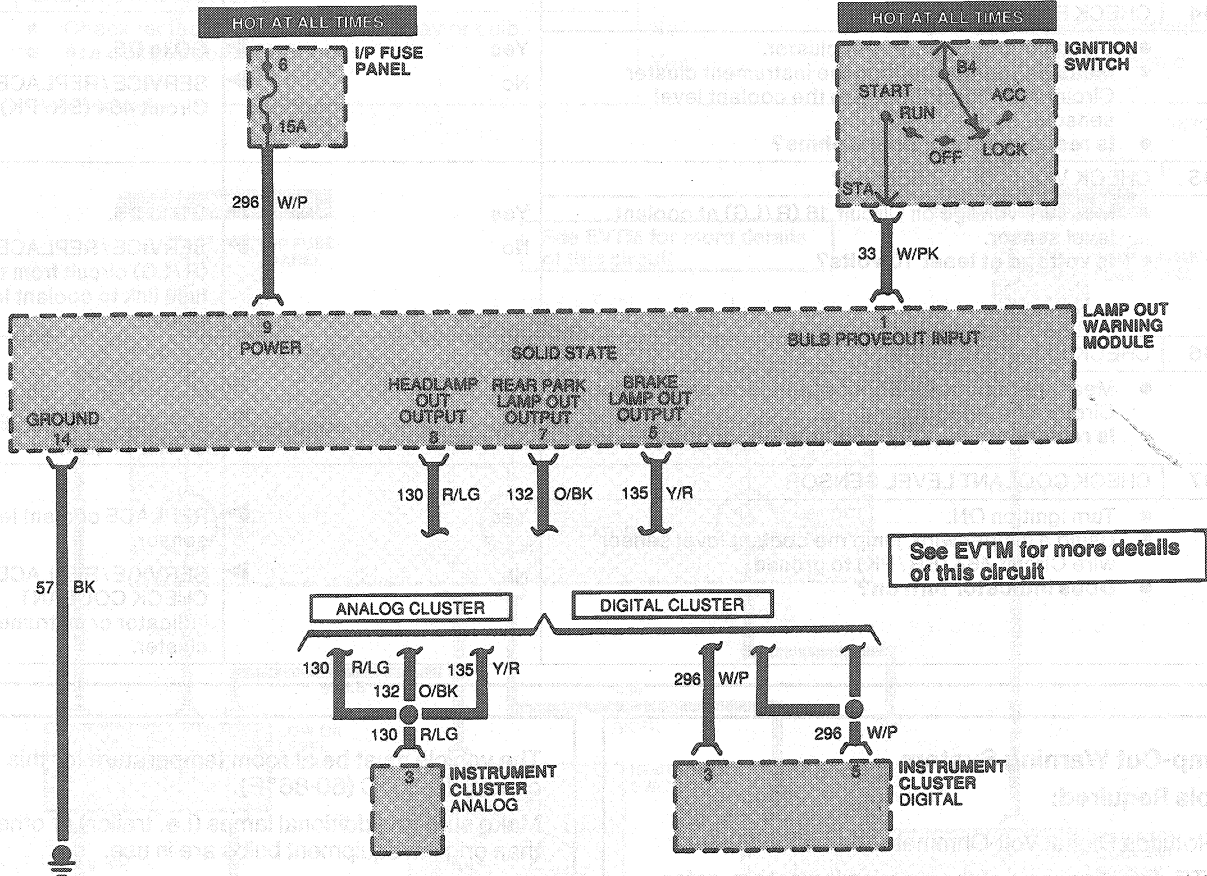 HOT AT ALL TIMES
6
15A
I/P FUSE
PANEL
296 W/P
HOT AT ALL TIMES
B4
START
ACC
RUN
OFF
LOCK
STA
IGNITION
SWITCH
33 W/PK
9
POWER
SOLID STATE
1
BULB PROVEOUT INPUT
LAMP OUT
WARNING
MODULE
HEADLAMP
OUT
OUTPUT
8
REAR PARK
LAMP OUT
OUTPUT
7
BRAKE
LAMP OUT
OUTPUT
GROUND
14
130 R/LG
132 O/BK
135 Y/R
See EVTM for more details
of this circuit
57 BK
ANALOG CLUSTER
DIGITAL CLUSTER
130 R/LG
135 Y/R
132 O/BK
130 R/LG
296 W/P
296 W/P
3
INSTRUMENT
CLUSTER
ANALOG
3
5
INSTRUMENT
CLUSTER
DIGITAL